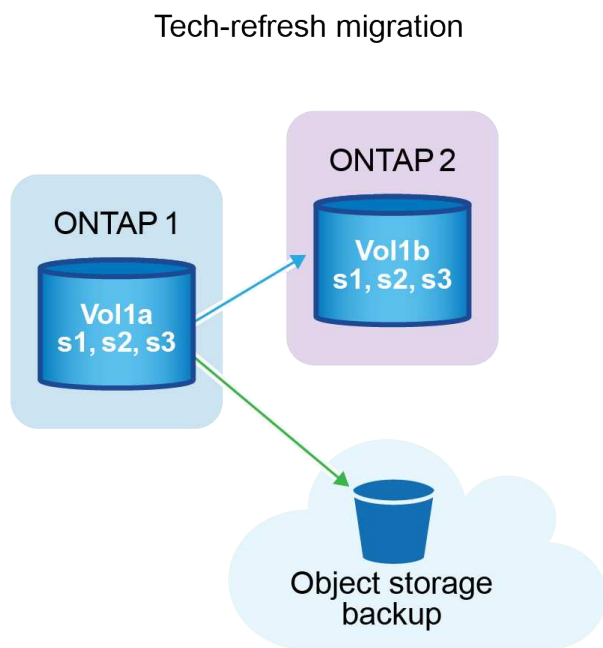 Tech-refresh migration
ONTAP 2
Vol1b
s1, s2, s3
ONTAP 1
Vol1a
s1, s2, s3
Object storage
backup